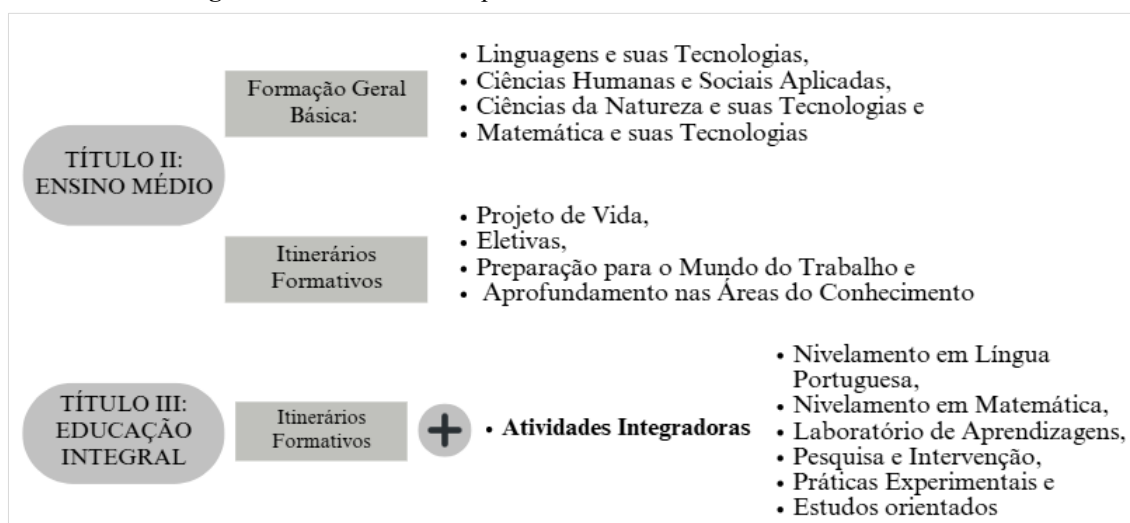 TÍTULO II:
ENSINO MÉDIO
Formação Geral
Básica:
• Linguagens e suas Tecnologias,
• Ciências Humanas e Sociais Aplicadas,
• Ciências da Natureza e suas Tecnologias e
• Matemática e suas Tecnologias
Itinerários
Formativos
• Projeto de Vida,
• Eletivas,
• Preparação para o Mundo do Trabalho e
• Aprofundamento nas Áreas do Conhecimento
TÍTULO III:
EDUCAÇÃO
INTEGRAL
Itinerários
Formativos
+
• Atividades Integradoras
• Nivelamento em Língua
Portuguesa,
• Nivelamento em Matemática,
• Laboratório de Aprendizagens,
• Pesquisa e Intervenção,
• Práticas Experimentais e
• Estudos orientados